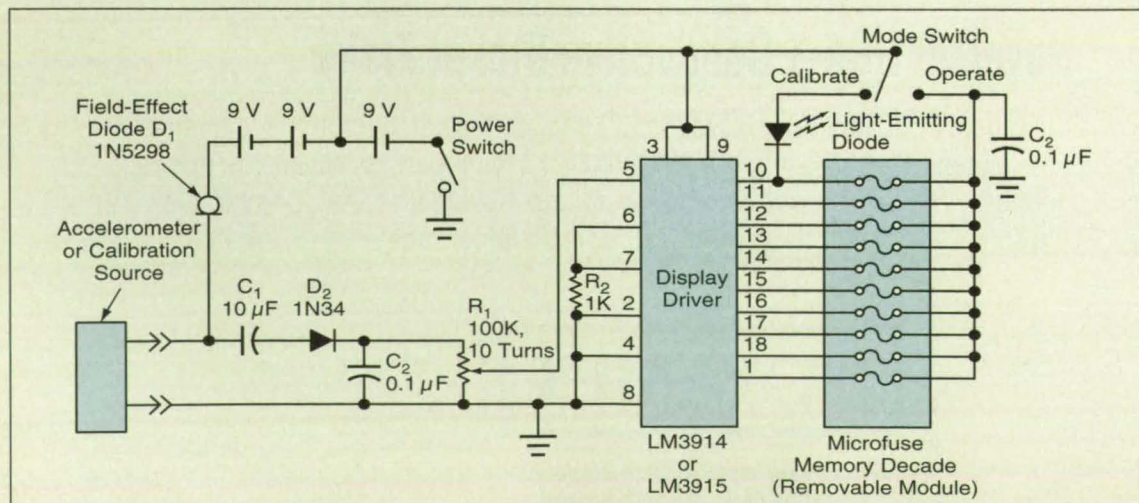 Mode Switch
Calibrate
Operate
Field-Effect
Diode D1
1N5298
9 V
9 V
9 V
Power
Switch
Light-Emitting
Diode
C2
0.1 µF
3
9
Accelerometer
or Calibration
Source
C1
10 µF
D2
1N34
R1
100K,
10 Turns
C2
0.1 µF
R2
1K
5
6
7
2
4
8
Display
Driver
10
11
12
13
14
15
16
17
18
1
LM3914
or
LM3915
Microfuse
Memory Decade
(Removable Module)